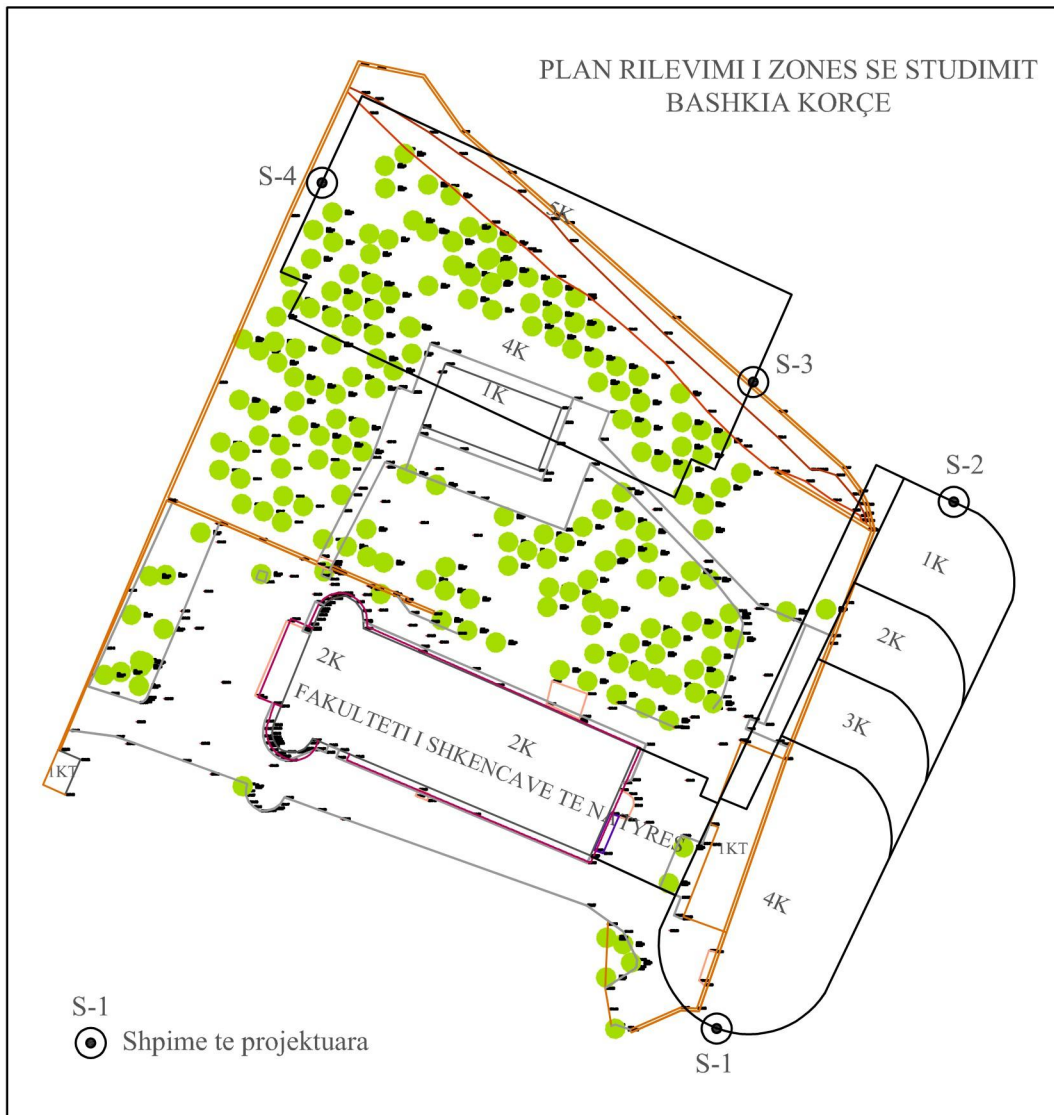 PLAN RILEVIMI I ZONES SE STUDIMIT
BASHKIA KORÇE
S-4
5K
4K
1K
S-3
S-2
1K
2K
3K
4K
2K
2K
FAKULTETI I SHKENCAVE TE NATYRES
1KT
1KT
S-1
Shpime te projektuara
S-1